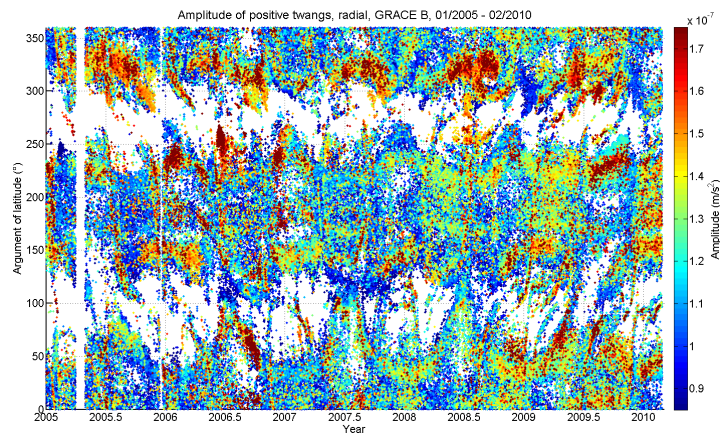 Amplitude of positive twangs, radial, GRACE B, 01/2005 - 02/2010
x 10⁻⁷
350
300
250
200
150
100
50
0
Argument of latitude (°)
2005 2005.5 2006 2006.5 2007 2007.5 2008 2008.5 2009 2009.5 2010
Year
1.7
1.6
1.5
1.4
1.3
1.2
1.1
1
0.9
Amplitude (m/s²)